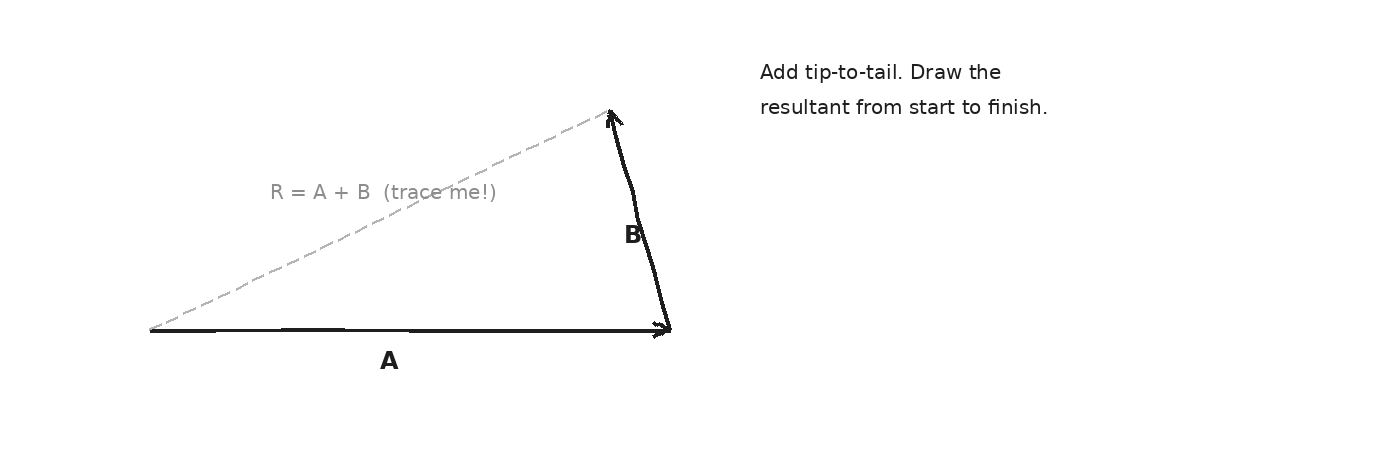 Add tip-to-tail. Draw the
resultant from start to finish.
R = A + B (trace me!)
B
A